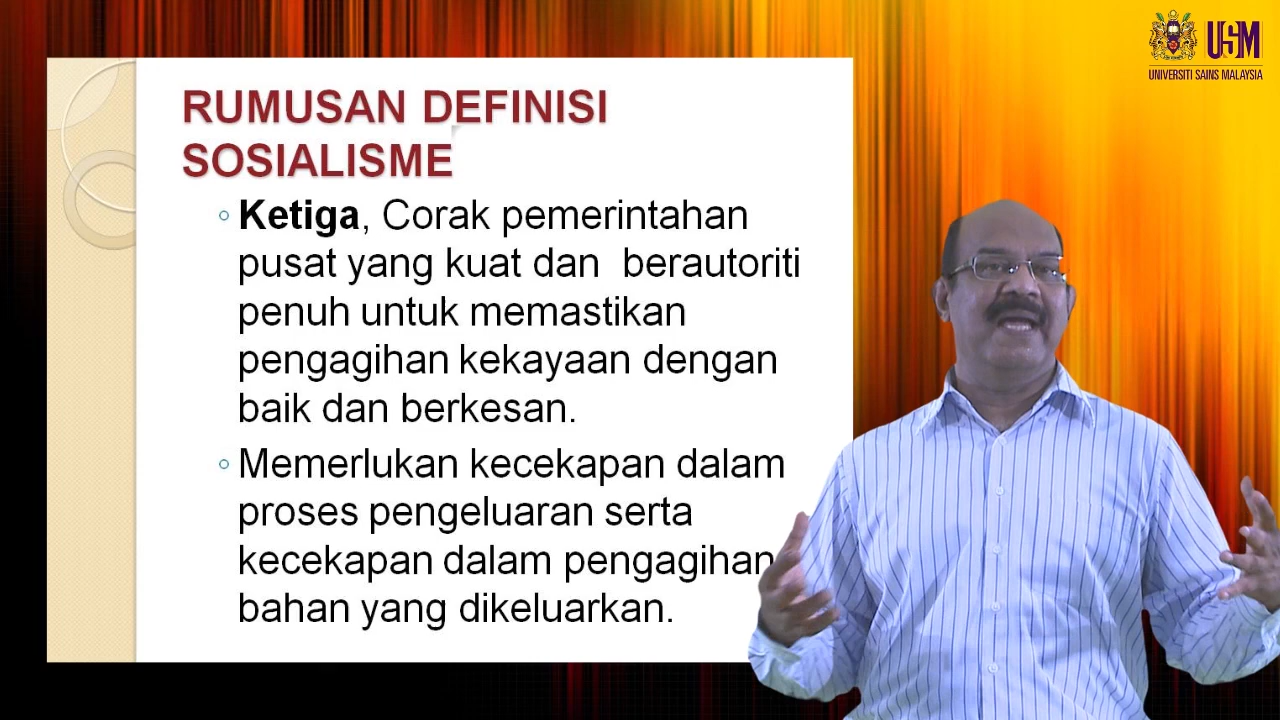 USM
UNIVERSITI SAINS MALAYSIA
RUMUSAN DEFINISI
SOSIALISME
Ketiga, Corak pemerintahan
pusat yang kuat dan berautoriti
penuh untuk memastikan
pengagihan kekayaan dengan
baik dan berkesan.
Memerlukan kecekapan dalam
proses pengeluaran serta
kecekapan dalam pengagihan
bahan yang dikeluarkan.